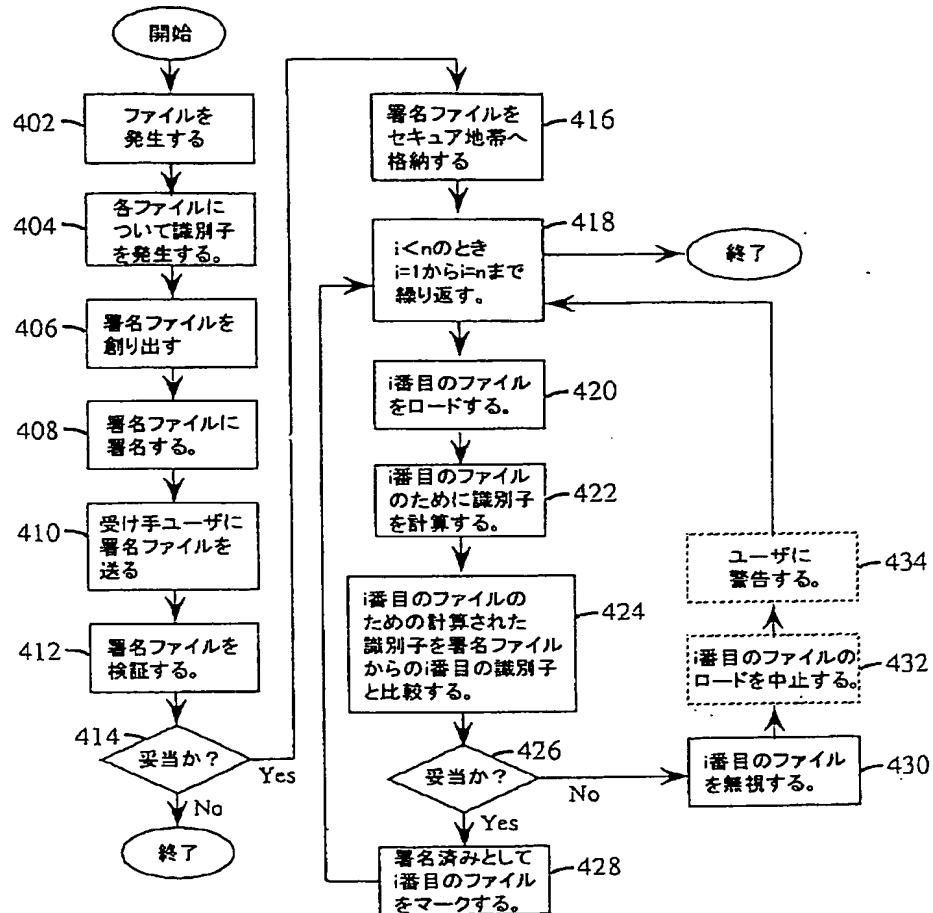 開始
402
ファイルを
発生する
404
各ファイルに
ついて識別子
を発生する。
406
署名ファイルを
創り出す
408
署名ファイルに
署名する。
410
受け手ユーザに
署名ファイルを
送る
412
署名ファイルを
検証する。
414
妥当か?
Yes
No
終了
署名ファイルを
セキュア地帯へ
格納する
416
i<nのとき
i=1からi=nまで
繰り返す。
418
終了
i番目のファイル
をロードする。
420
i番目のファイル
のために識別子
を計算する。
422
i番目のファイルの
ための計算された
識別子を署名ファイル
からのi番目の識別子
と比較する。
424
妥当か?
426
No
Yes
署名済みとして
i番目のファイル
をマークする。
428
i番目のファイル
を無視する。
430
i番目のファイルの
ロードを中止する。
432
ユーザに
警告する。
434